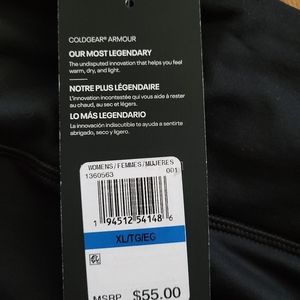 COLDGEAR® ARMOUR
OUR MOST LEGENDARY
The undisputed innovation that helps you feel
warm, dry, and light.
NOTRE PLUS LÉGENDAIRE
L'innovation incontestée qui vous aide à rester
au chaud, au sec et légers.
LO MÁS LEGENDARIO
La innovación indiscutible te ayuda a sentirte
abrigado, seco y ligero.
WOMENS/FEMMES/MUJERES
1360563 001
1 94512 54148 6
XL/TG/EG
MSRP $55.00